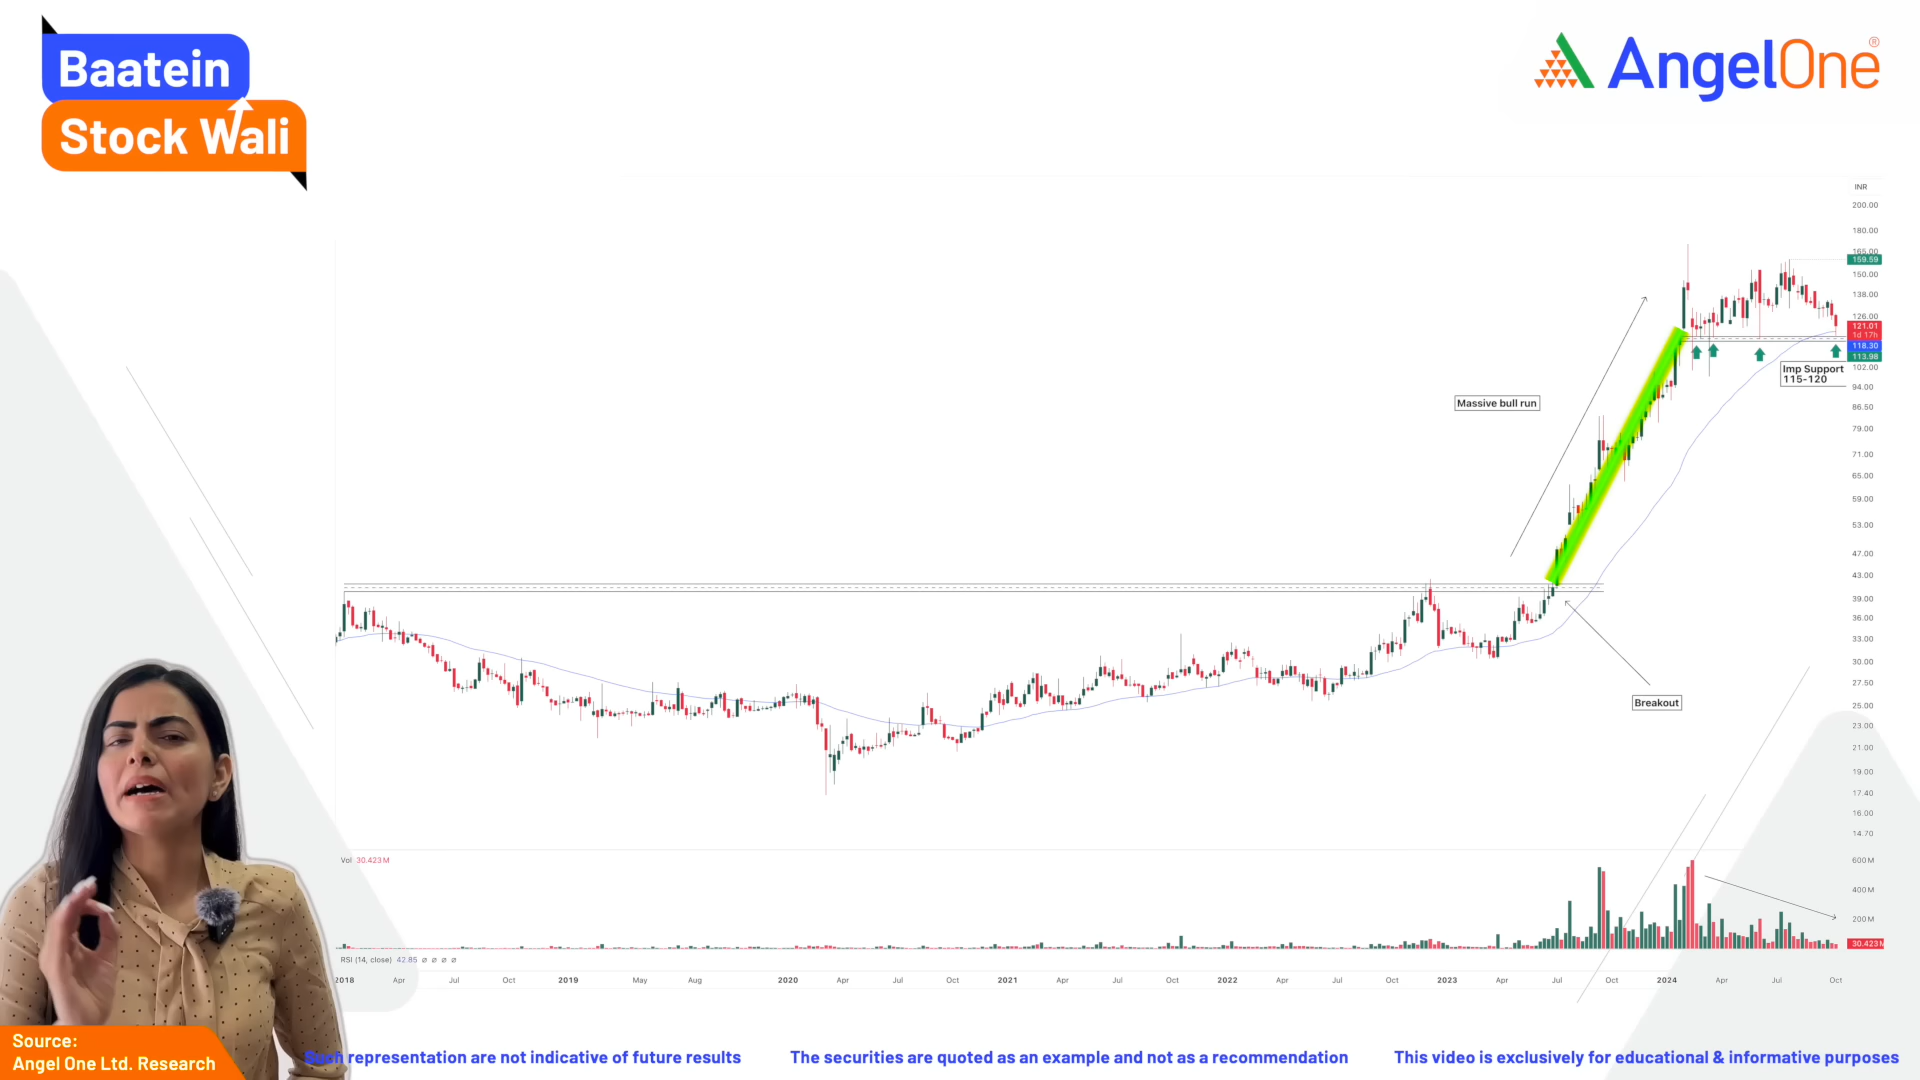 Baatein
Stock Wali
AngelOne®
INR
200.00
180.00
165.00
159.59
150.00
138.00
126.00
121.01
1d 17h
118.30
113.98
102.00
94.00
86.50
79.00
71.00
65.00
59.00
53.00
47.00
43.00
39.00
36.00
33.00
30.00
27.50
25.00
23.00
21.00
19.00
17.40
16.00
14.70
Imp Support
115-120
Massive bull run
Breakout
Vol 30.423M
600M
400M
200M
30.423M
RSI (14, close) 42.85 ø ø ø ø
2018 Apr Jul Oct 2019 May Aug 2020 Apr Jul Oct 2021 Apr Jul Oct 2022 Apr Jul Oct 2023 Apr Jul Oct 2024 Apr Jul Oct
Source:
Angel One Ltd. Research
Such representation are not indicative of future results
The securities are quoted as an example and not as a recommendation
This video is exclusively for educational & informative purposes